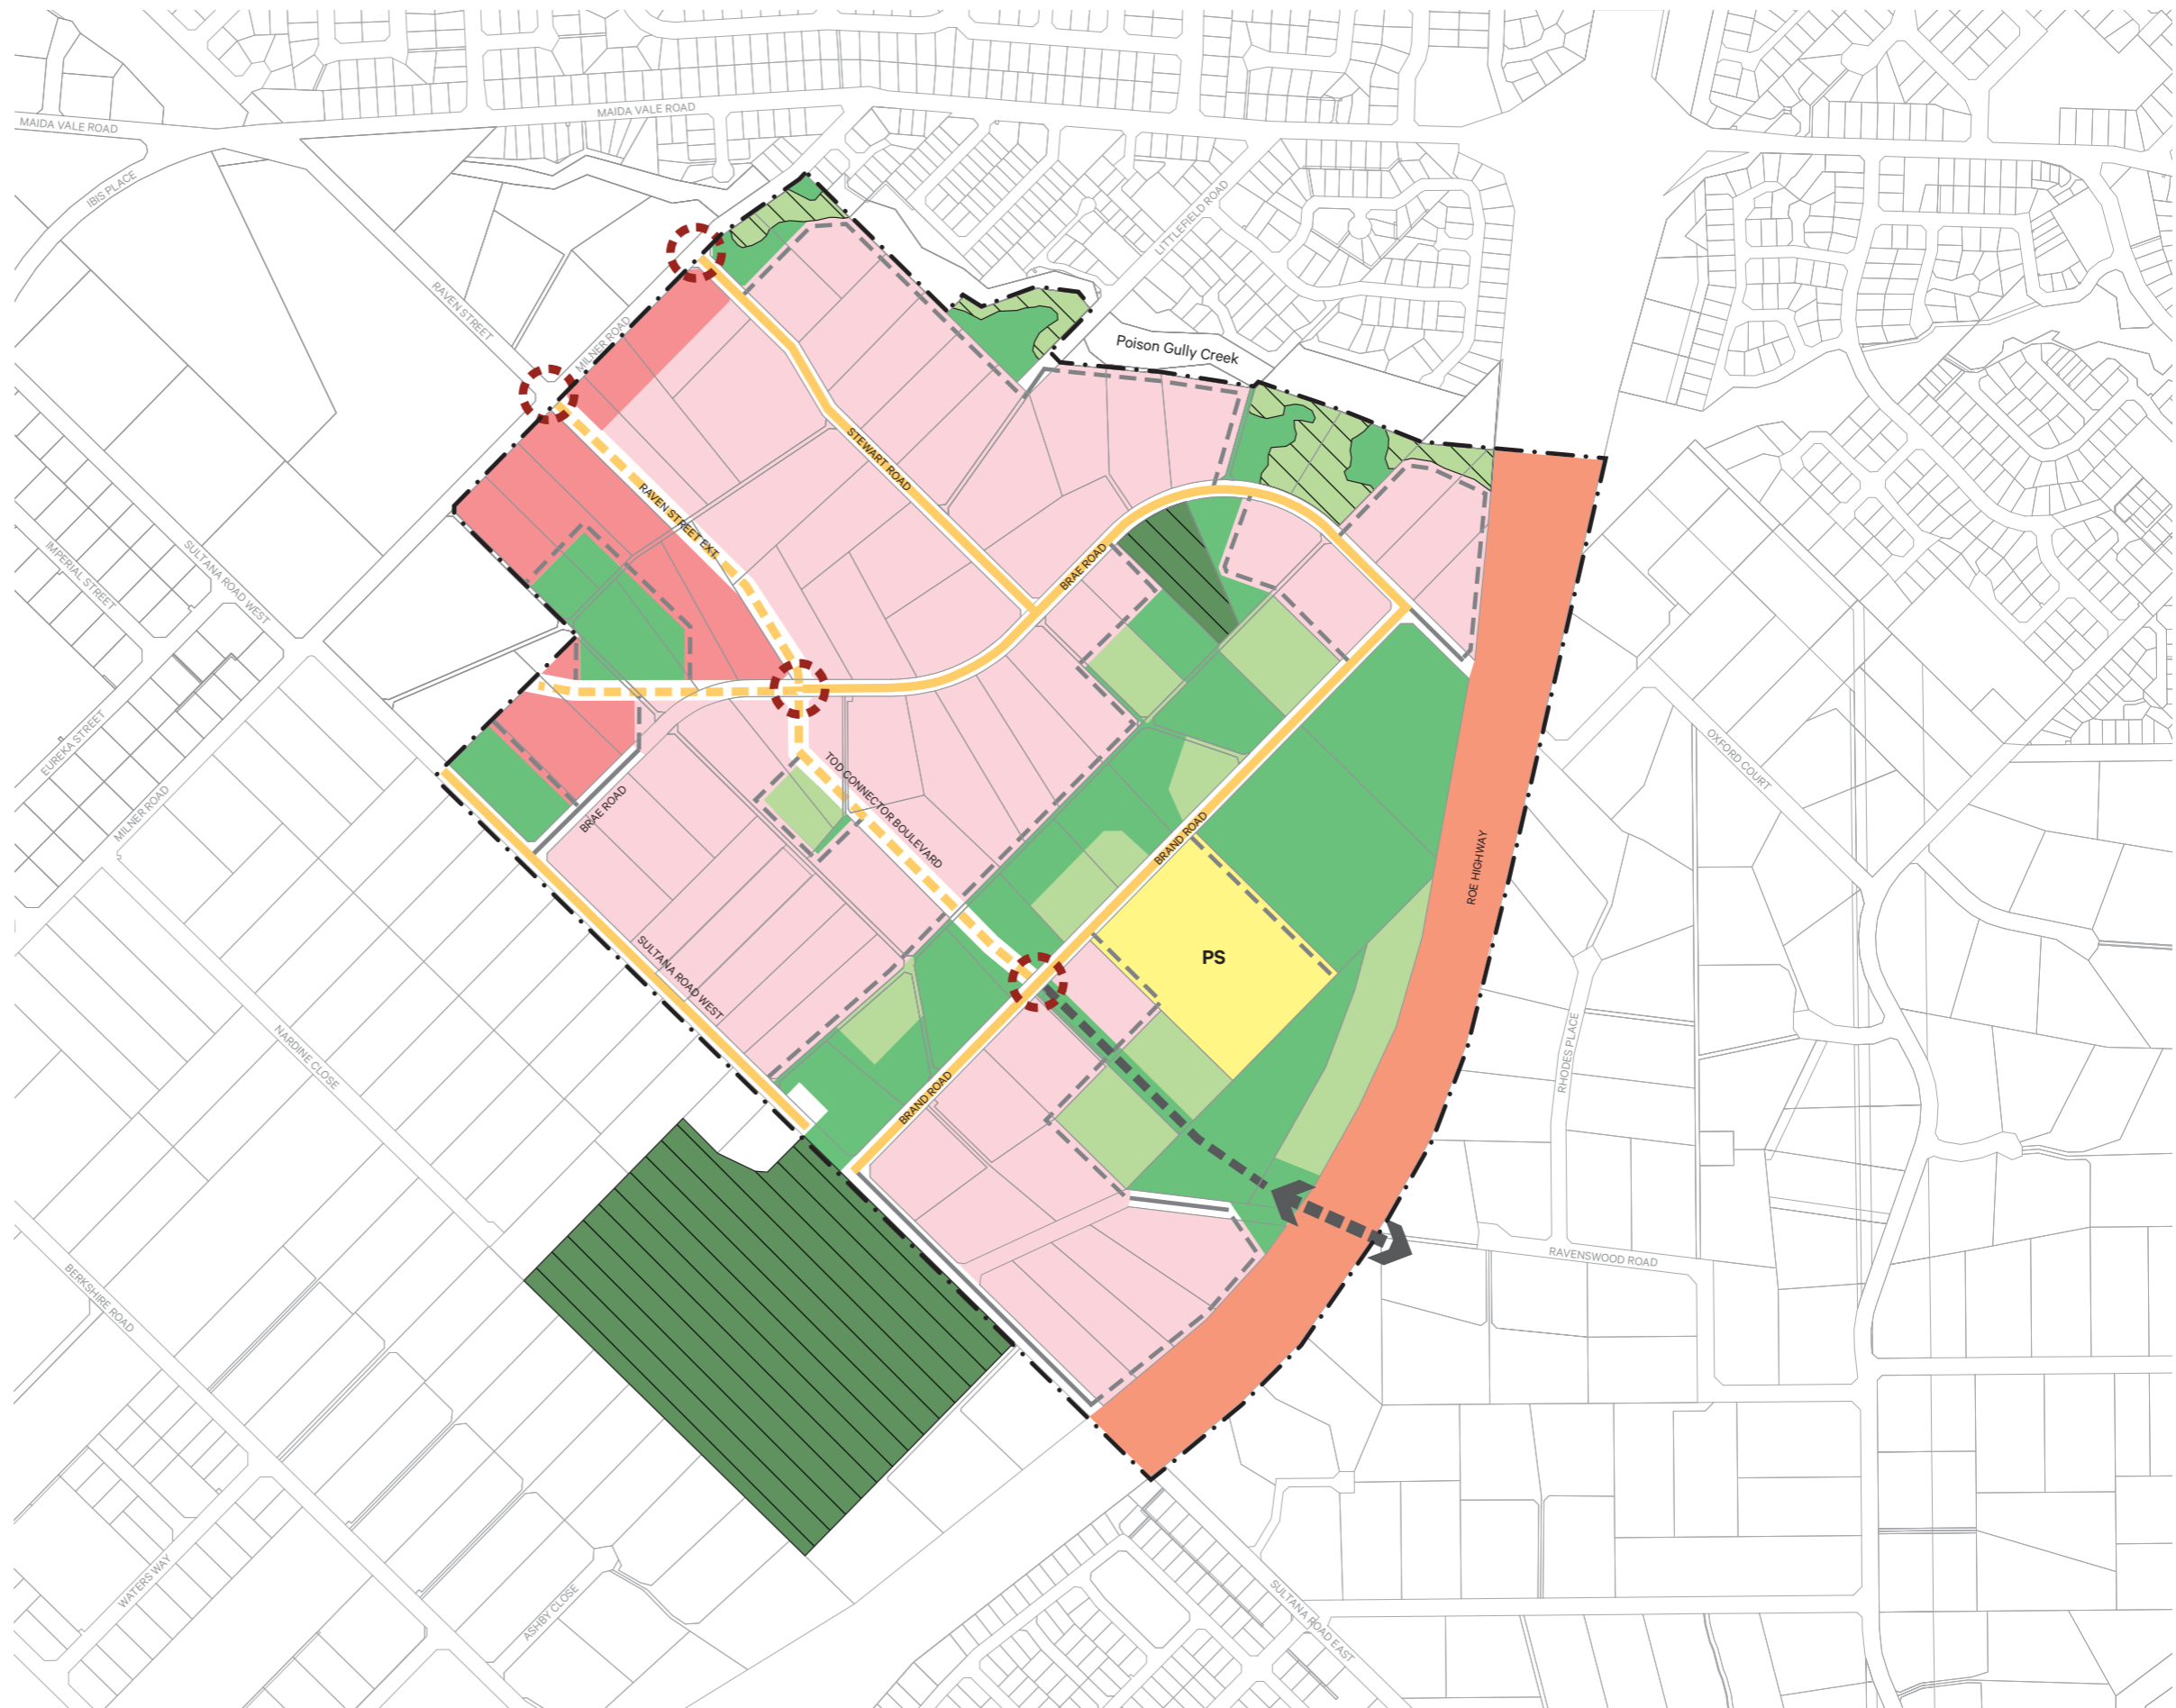 MAIDA VALE ROAD
MAIDA VALE ROAD
IBIS PLACE
LITTLEFIELD ROAD
RAVEN STREET
MILNER ROAD
Poison Gully Creek
STEWART ROAD
RAVEN STREET EXT.
BRAE ROAD
IMPERIAL STREET
SULTANA ROAD WEST
EUREKA STREET
MILNER ROAD
BRAE ROAD
TOD CONNECTOR BOULEVARD
BRAND ROAD
OXFORD COURT
ROE HIGHWAY
PS
SULTANA ROAD WEST
NARDINE CLOSE
BRAND ROAD
RHODES PLACE
RAVENSWOOD ROAD
BERKSHIRE ROAD
WATERS WAY
ASHBY CLOSE
SULTANA ROAD EAST